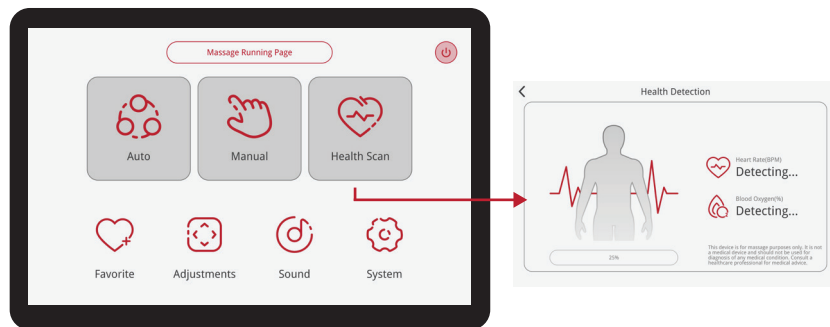 Massage Running Page
Auto
Manual
Health Scan
Favorite
Adjustments
Sound
System
Health Detection
Heart Rate(BPM)
Detecting...
Blood Oxygen(%)
Detecting...
25%
This device is for massage purposes only. It is not
a medical device and should not be used for
diagnosis of any medical condition. Consult a
healthcare professional for medical advice.